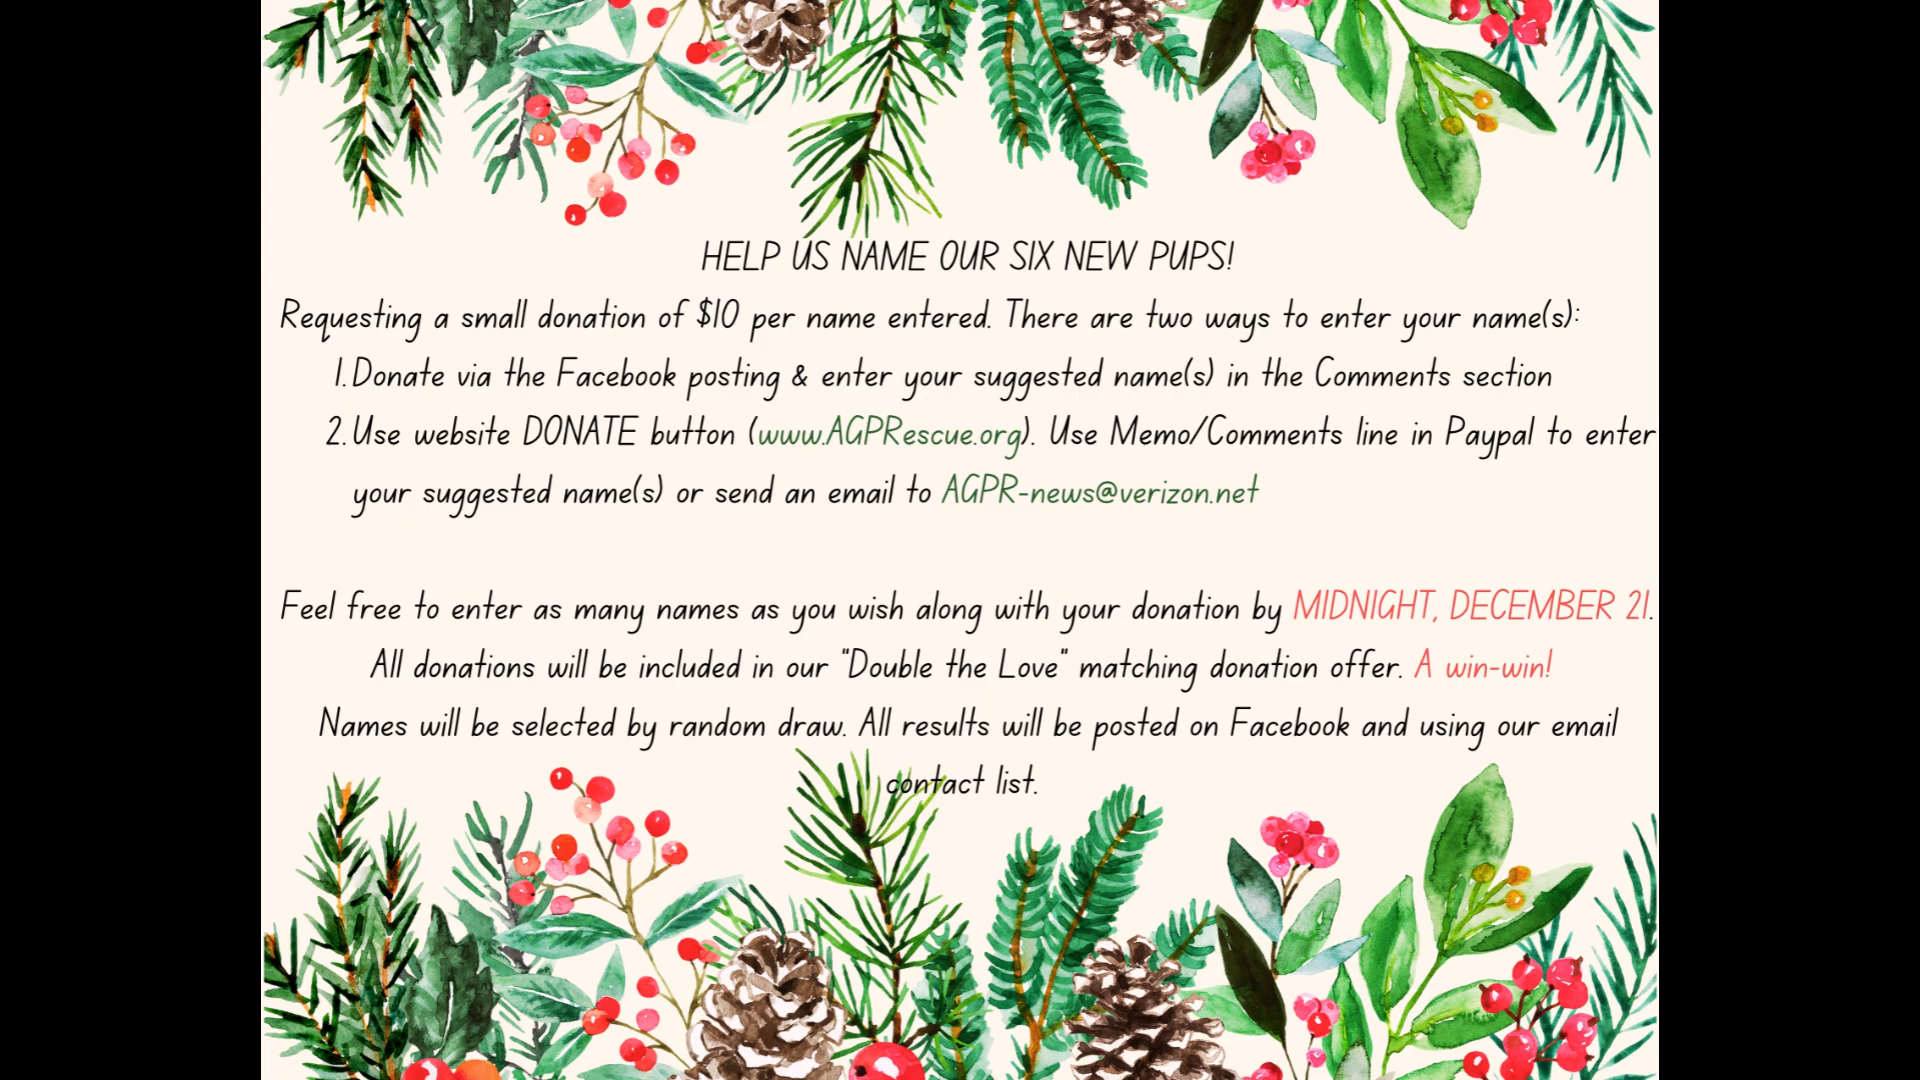 HELP US NAME OUR SIX NEW PUPS!
Requesting a small donation of $10 per name entered. There are two ways to enter your name(s):
1. Donate via the Facebook posting & enter your suggested name(s) in the Comments section
2. Use website DONATE button (www.AGPRescue.org). Use Memo/Comments line in Paypal to enter
your suggested name(s) or send an email to AGPR-news@verizon.net
Feel free to enter as many names as you wish along with your donation by MIDNIGHT, DECEMBER 21.
All donations will be included in our "Double the Love" matching donation offer. A win-win!
Names will be selected by random draw. All results will be posted on Facebook and using our email
contact list.